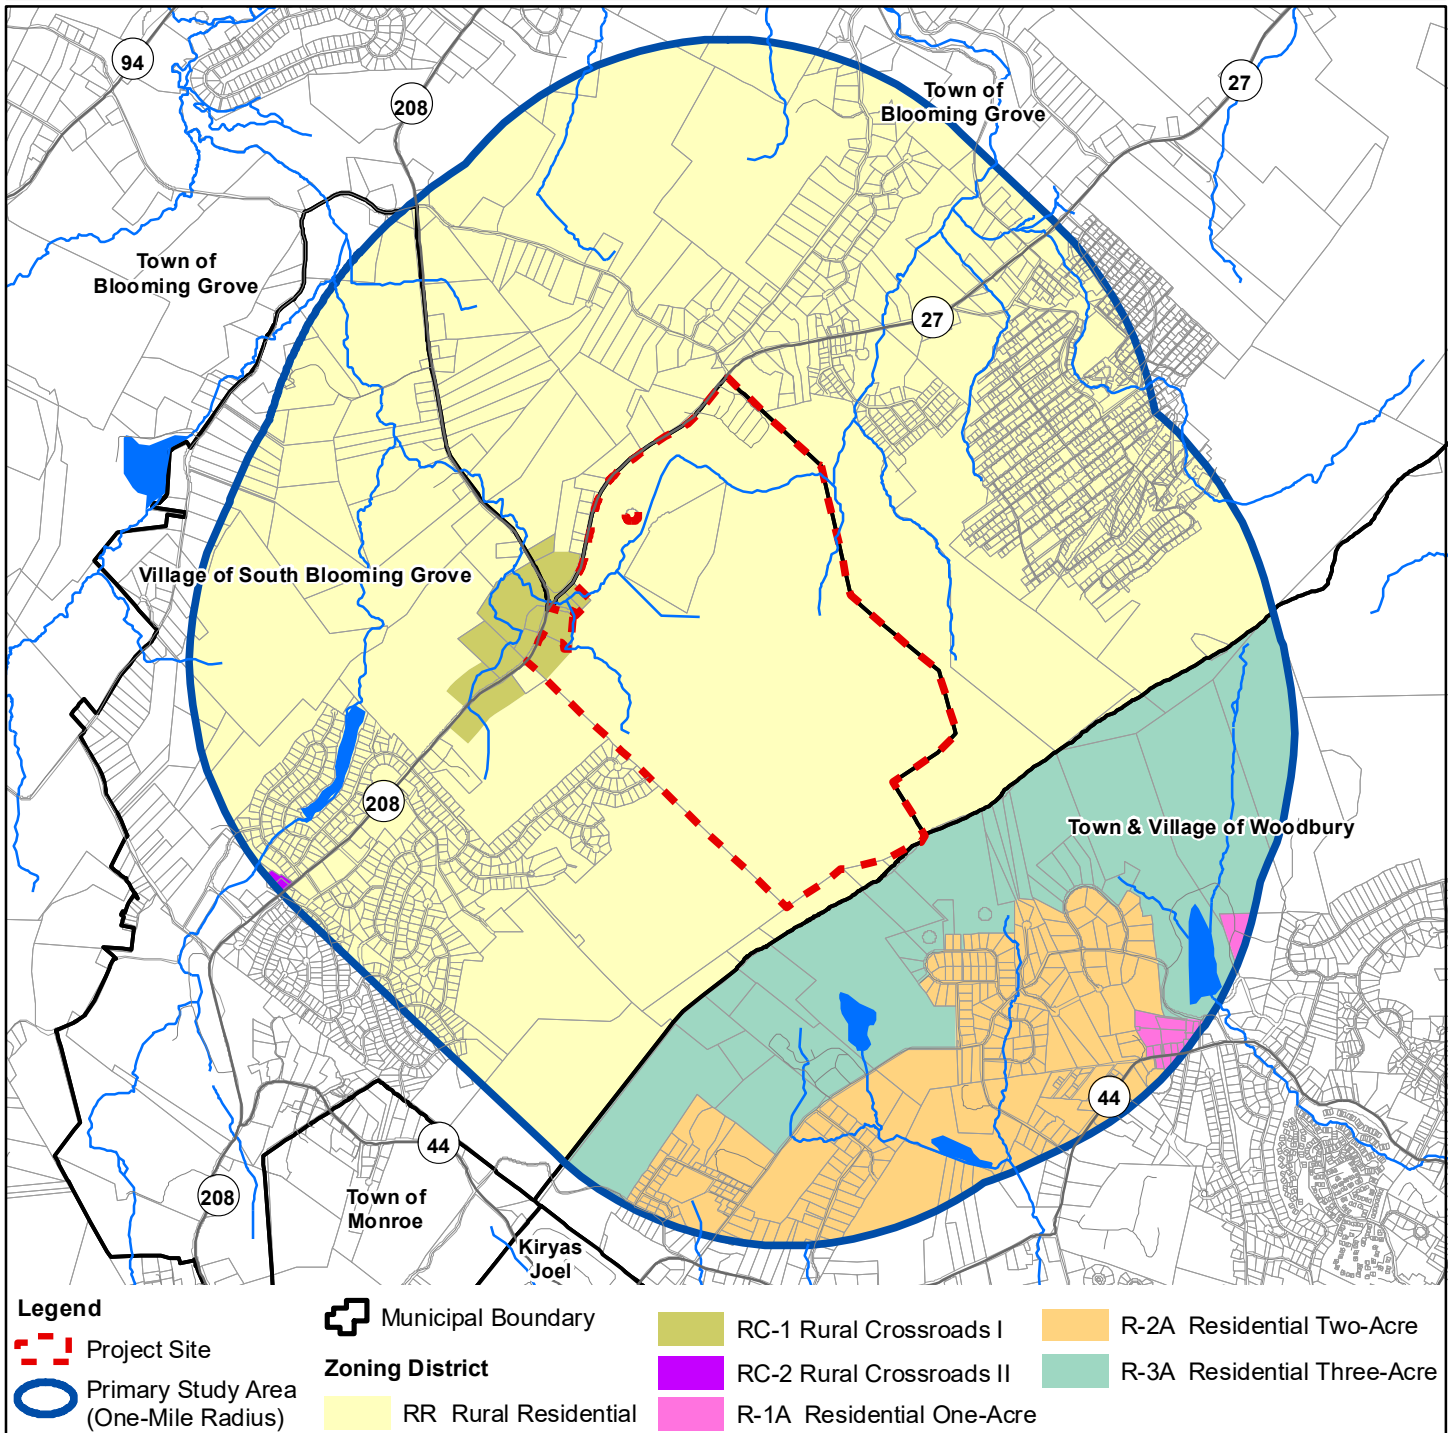 94
208
Town of
Blooming Grove
27
Town of
Blooming Grove
27
Village of South Blooming Grove
208
Town & Village of Woodbury
44
44
208
Town of
Monroe
Kiryas
Joel
Legend
Project Site
Primary Study Area
(One-Mile Radius)
Municipal Boundary
Zoning District
RR Rural Residential
RC-1 Rural Crossroads I
RC-2 Rural Crossroads II
R-1A Residential One-Acre
R-2A Residential Two-Acre
R-3A Residential Three-Acre